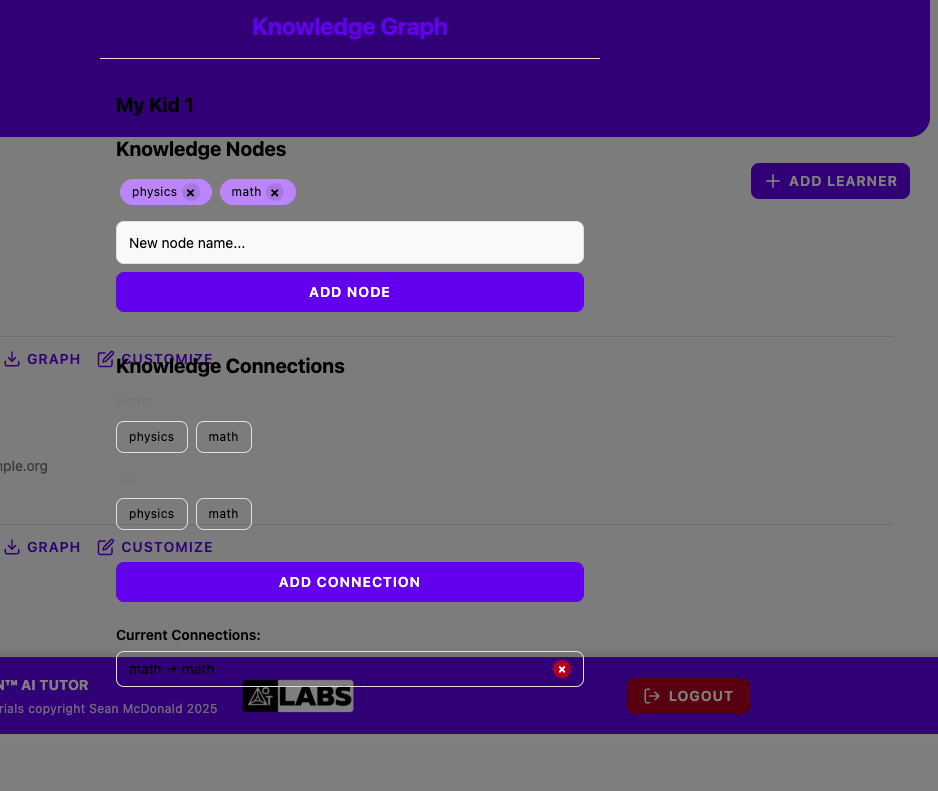 Knowledge Graph
My Kid 1
Knowledge Nodes
physics ×
math ×
+ ADD LEARNER
New node name...
ADD NODE
GRAPH CUSTOMIZE
Knowledge Connections
From:
physics
math
mple.org
To:
physics
math
GRAPH CUSTOMIZE
ADD CONNECTION
Current Connections:
math → math ×
N™ AI TUTOR
rials copyright Sean McDonald 2025
LABS
LOGOUT